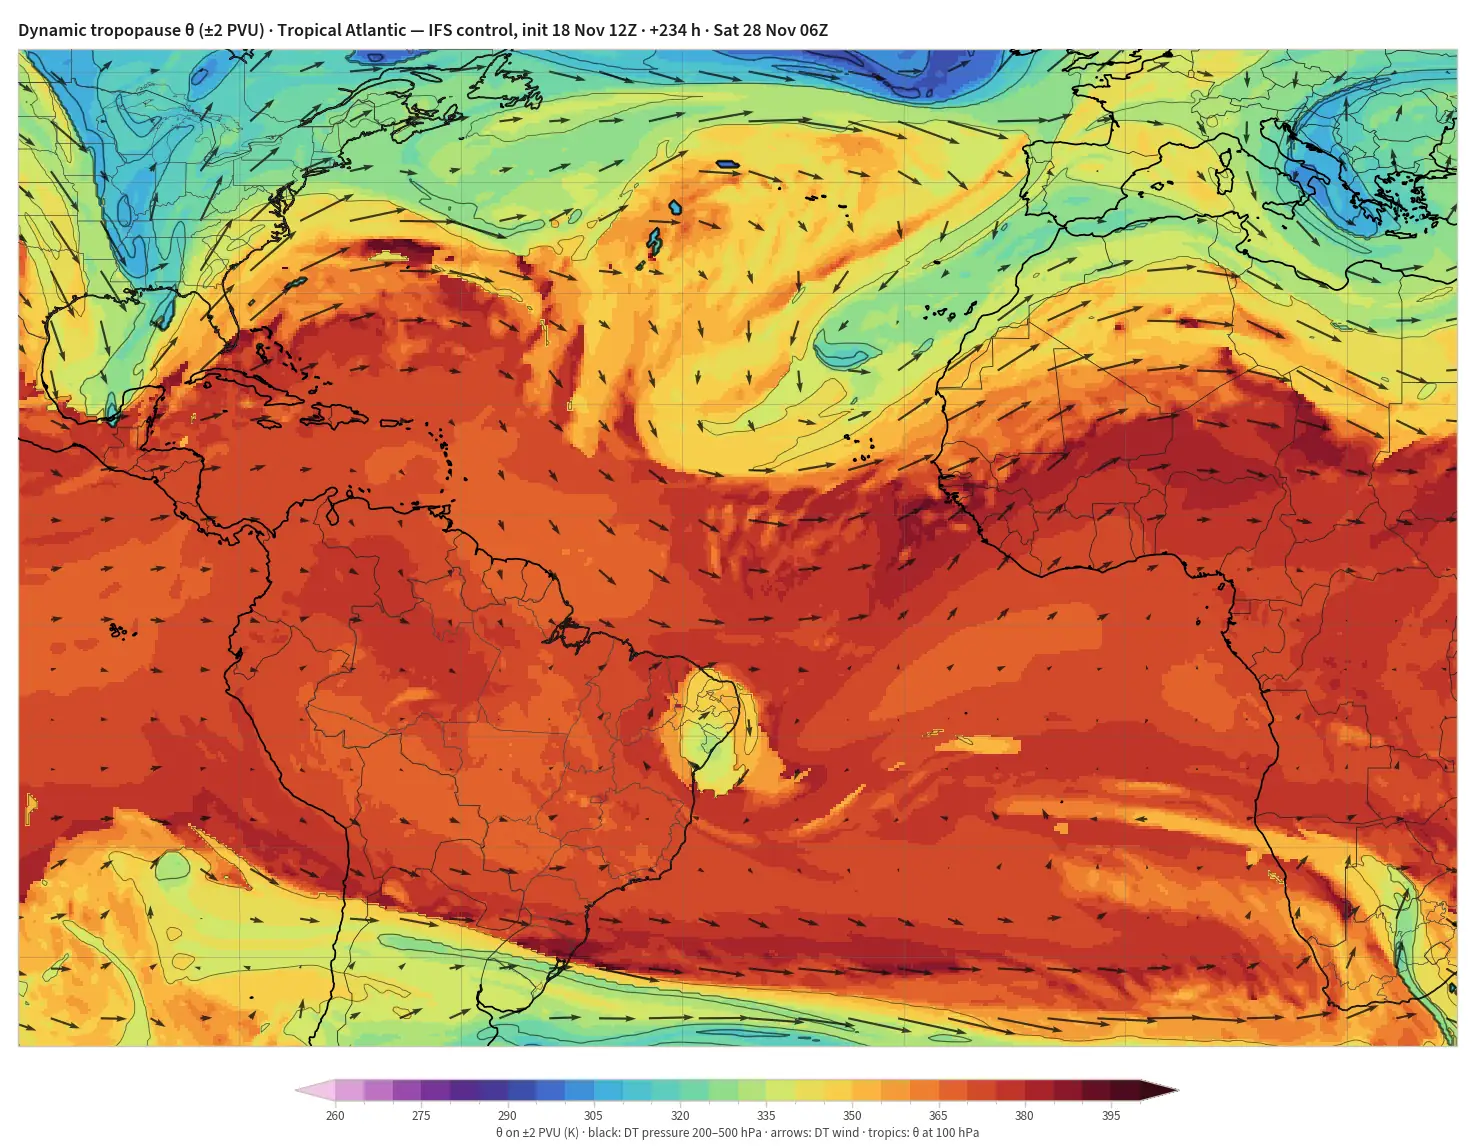 Dynamic tropopause θ (±2 PVU) · Tropical Atlantic — IFS control, init 18 Nov 12Z · +234 h · Sat 28 Nov 06Z
260 275 290 305 320 335 350 365 380 395
θ on ±2 PVU (K) · black: DT pressure 200–500 hPa · arrows: DT wind · tropics: θ at 100 hPa